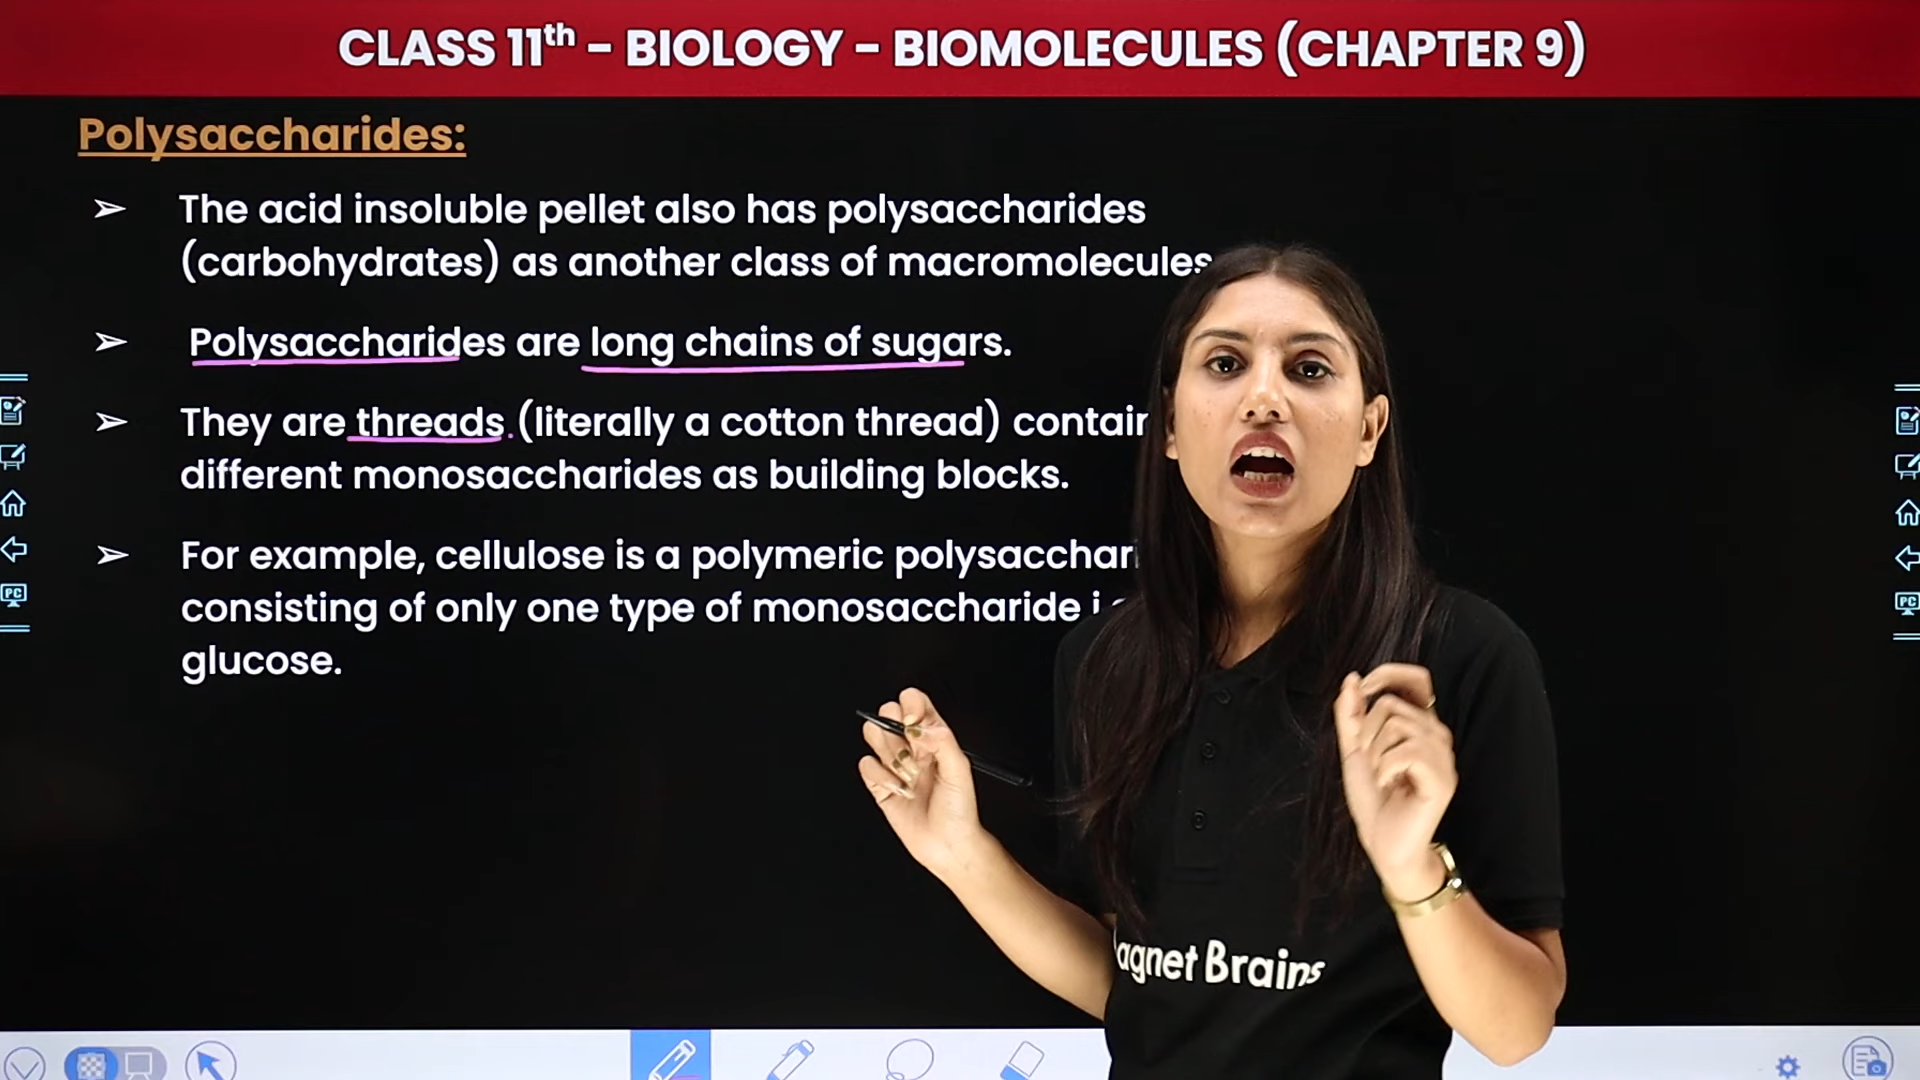 CLASS 11th - BIOLOGY - BIOMOLECULES (CHAPTER 9)
Polysaccharides:
➢ The acid insoluble pellet also has polysaccharides
(carbohydrates) as another class of macromolecules
➢ Polysaccharides are long chains of sugars.
➢ They are threads (literally a cotton thread)
different monosaccharides as building blocks.
➢ For example, cellulose is a polymeric
consisting of only one type of monosaccharide
glucose.
agnet Brains
PC
PC